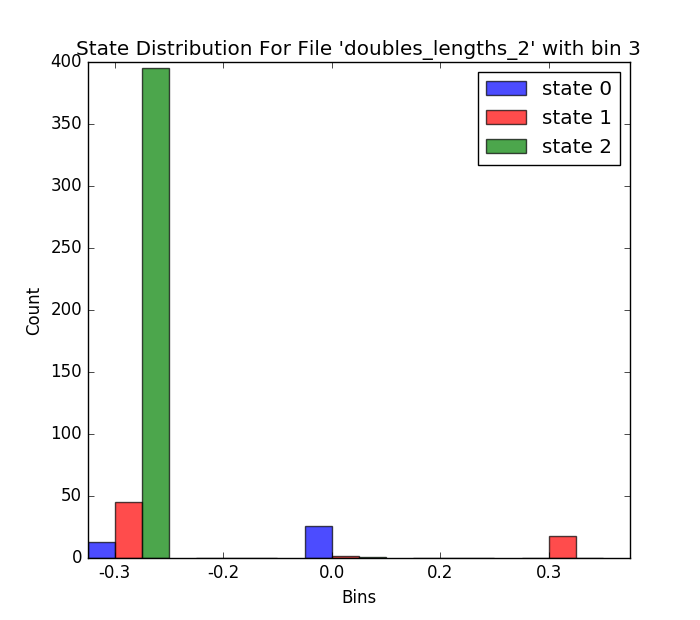 State Distribution For File 'doubles_lengths_2' with bin 3
400
350
300
250
200
150
100
50
0
Count
state 0
state 1
state 2
-0.3
-0.2
0.0
0.2
0.3
Bins